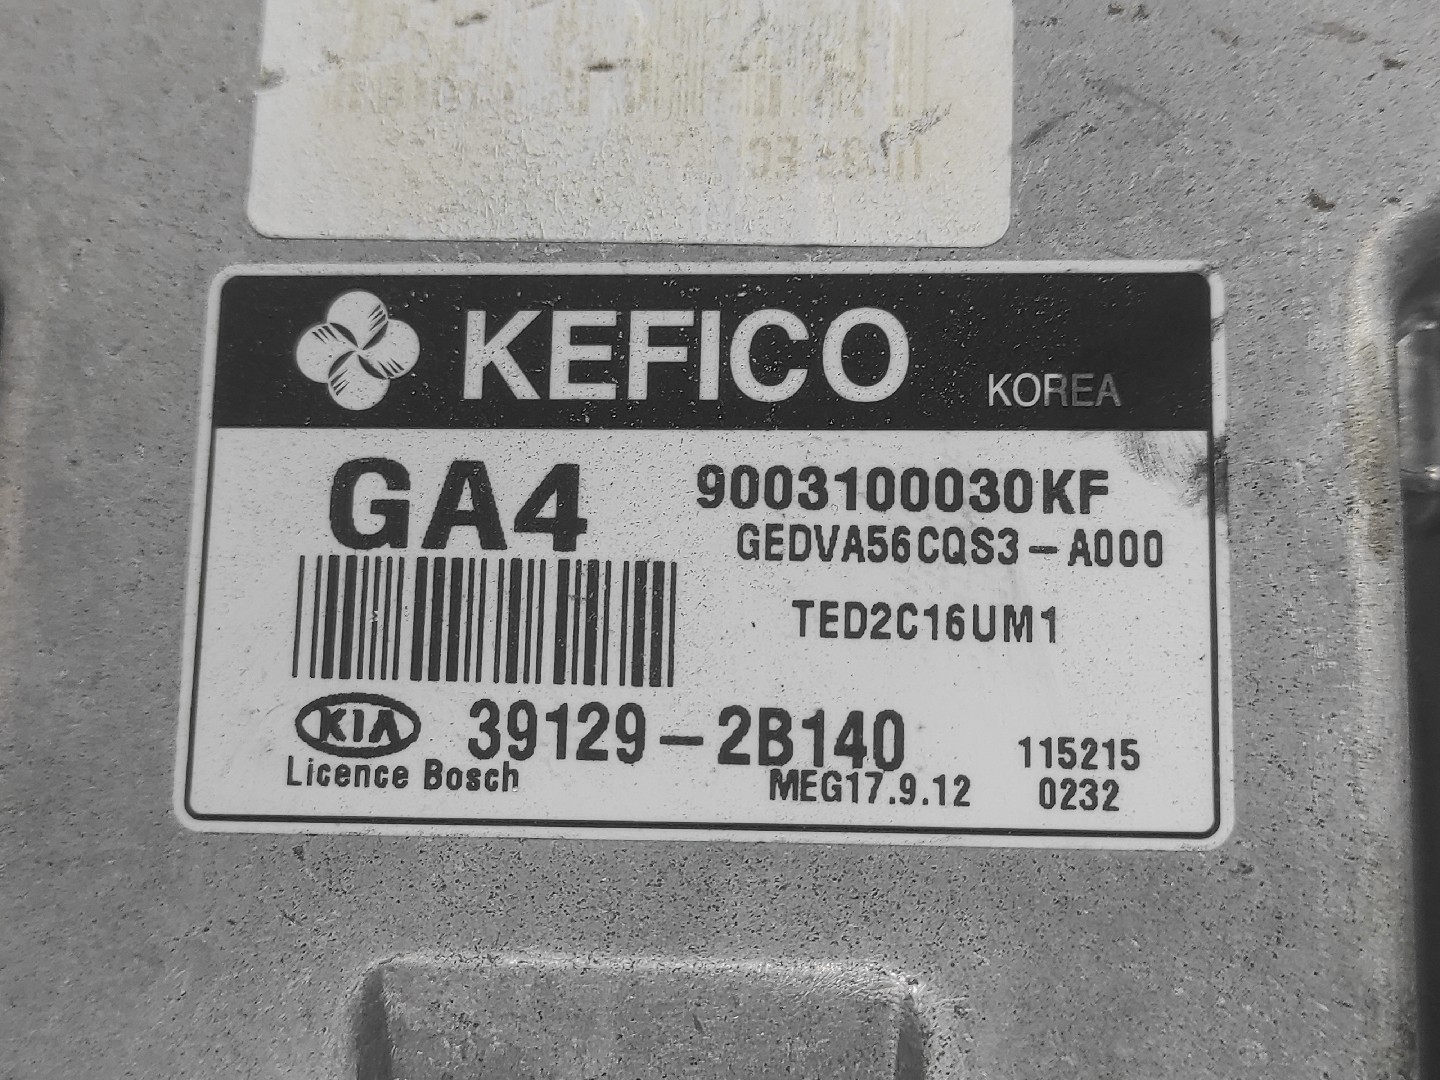 KEFICO KOREA
GA4 9003100030KF
GEDVA56CQS3-A000
TED2C16UM1
KIA 39129-2B140 115215
Licence Bosch MEG17.9.12 0232